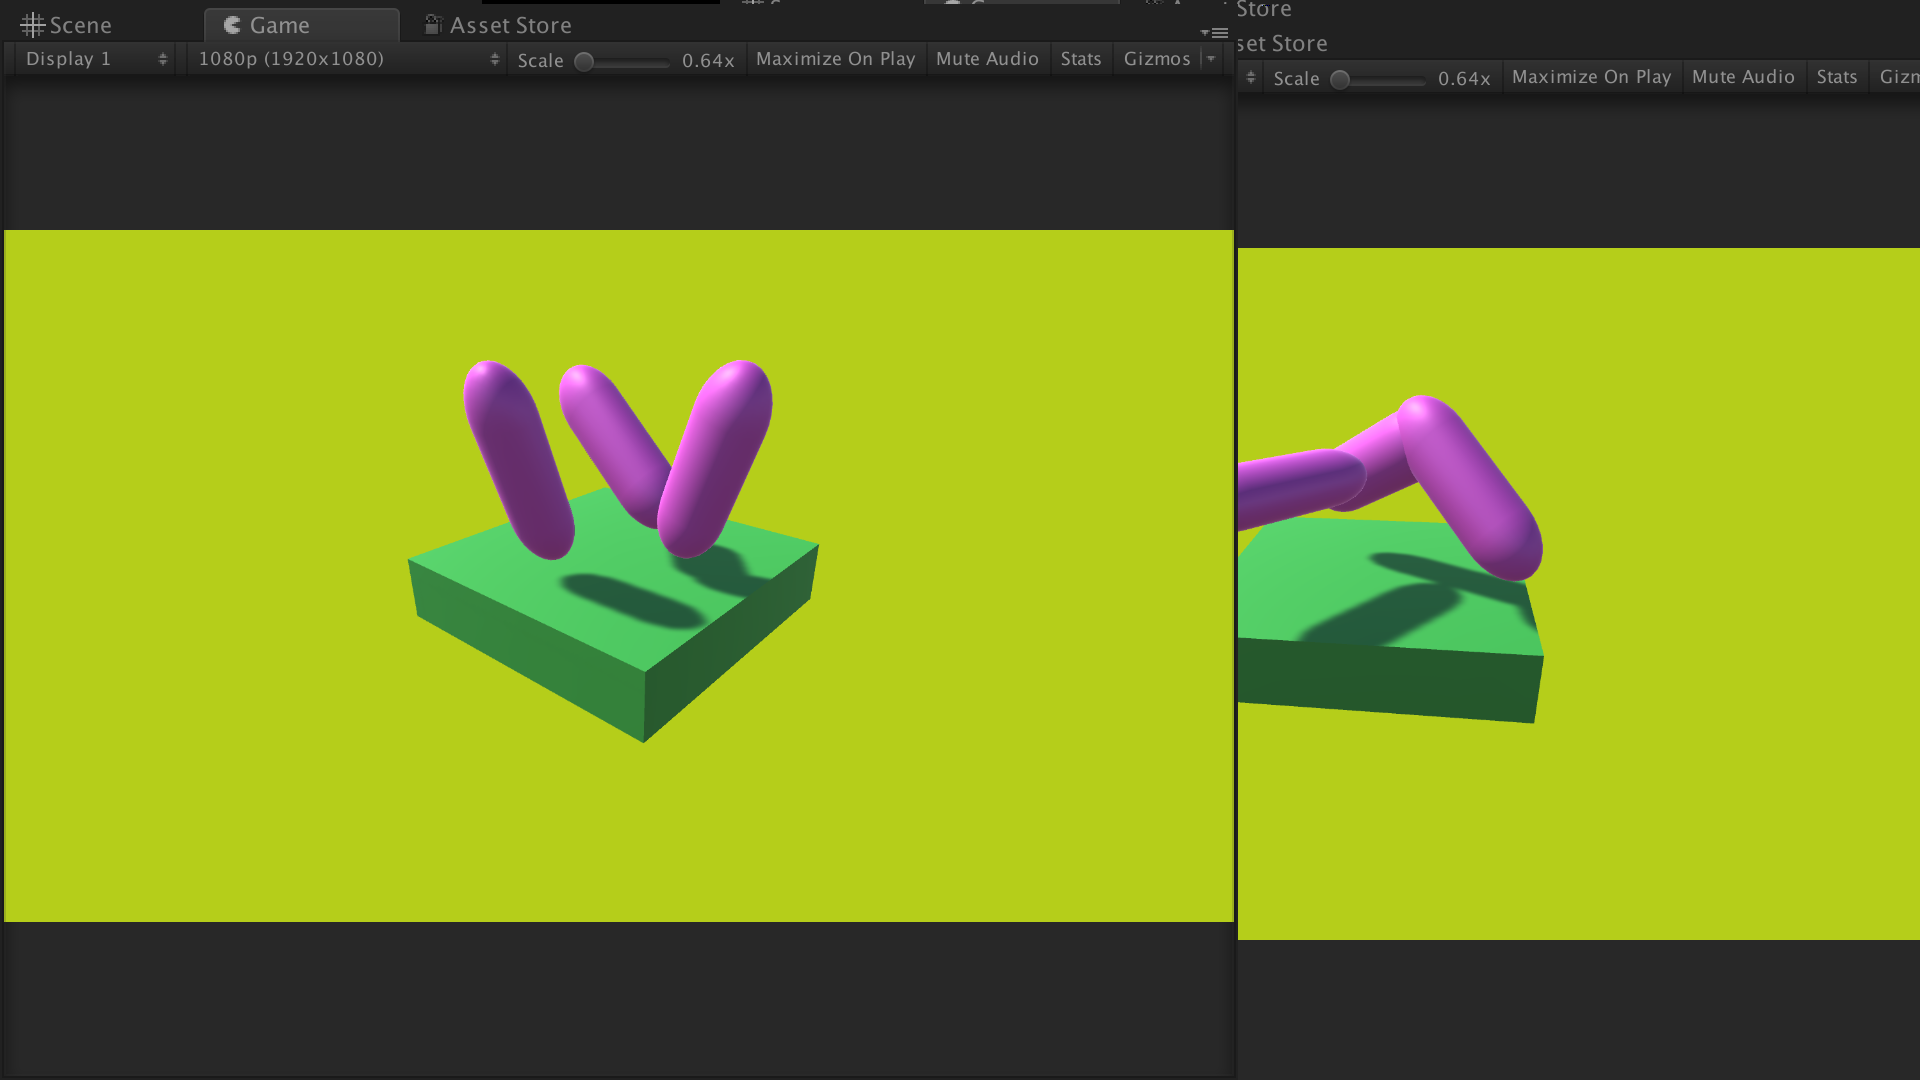 Scene Game Asset Store
Display 1 1080p (1920x1080) Scale 0.64x Maximize On Play Mute Audio Stats Gizmos
Store
set Store
Scale 0.64x Maximize On Play Mute Audio Stats Gizm